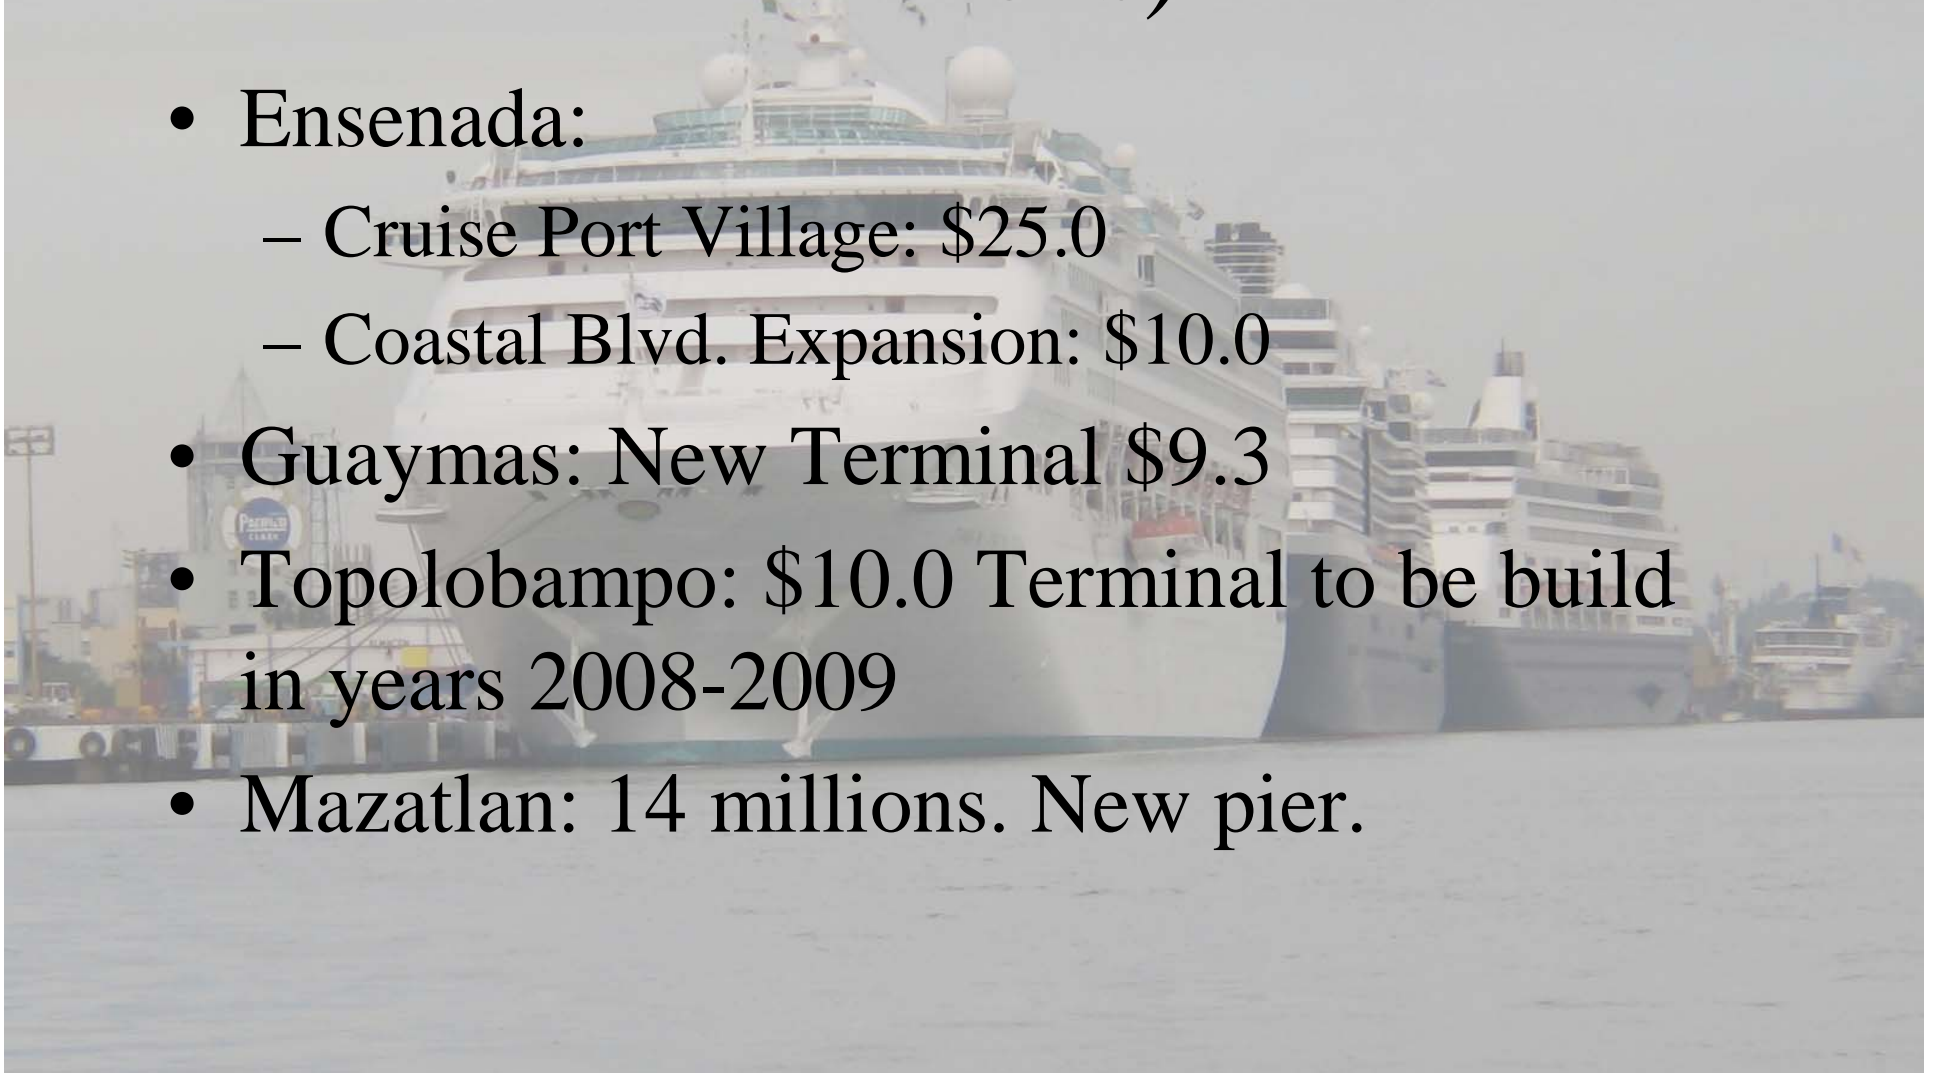 • Ensenada:
– Cruise Port Village: $25.0
– Coastal Blvd. Expansion: $10.0
• Guaymas: New Terminal $9.3
• Topolobampo: $10.0 Terminal to be build
in years 2008-2009
• Mazatlan: 14 millions. New pier.